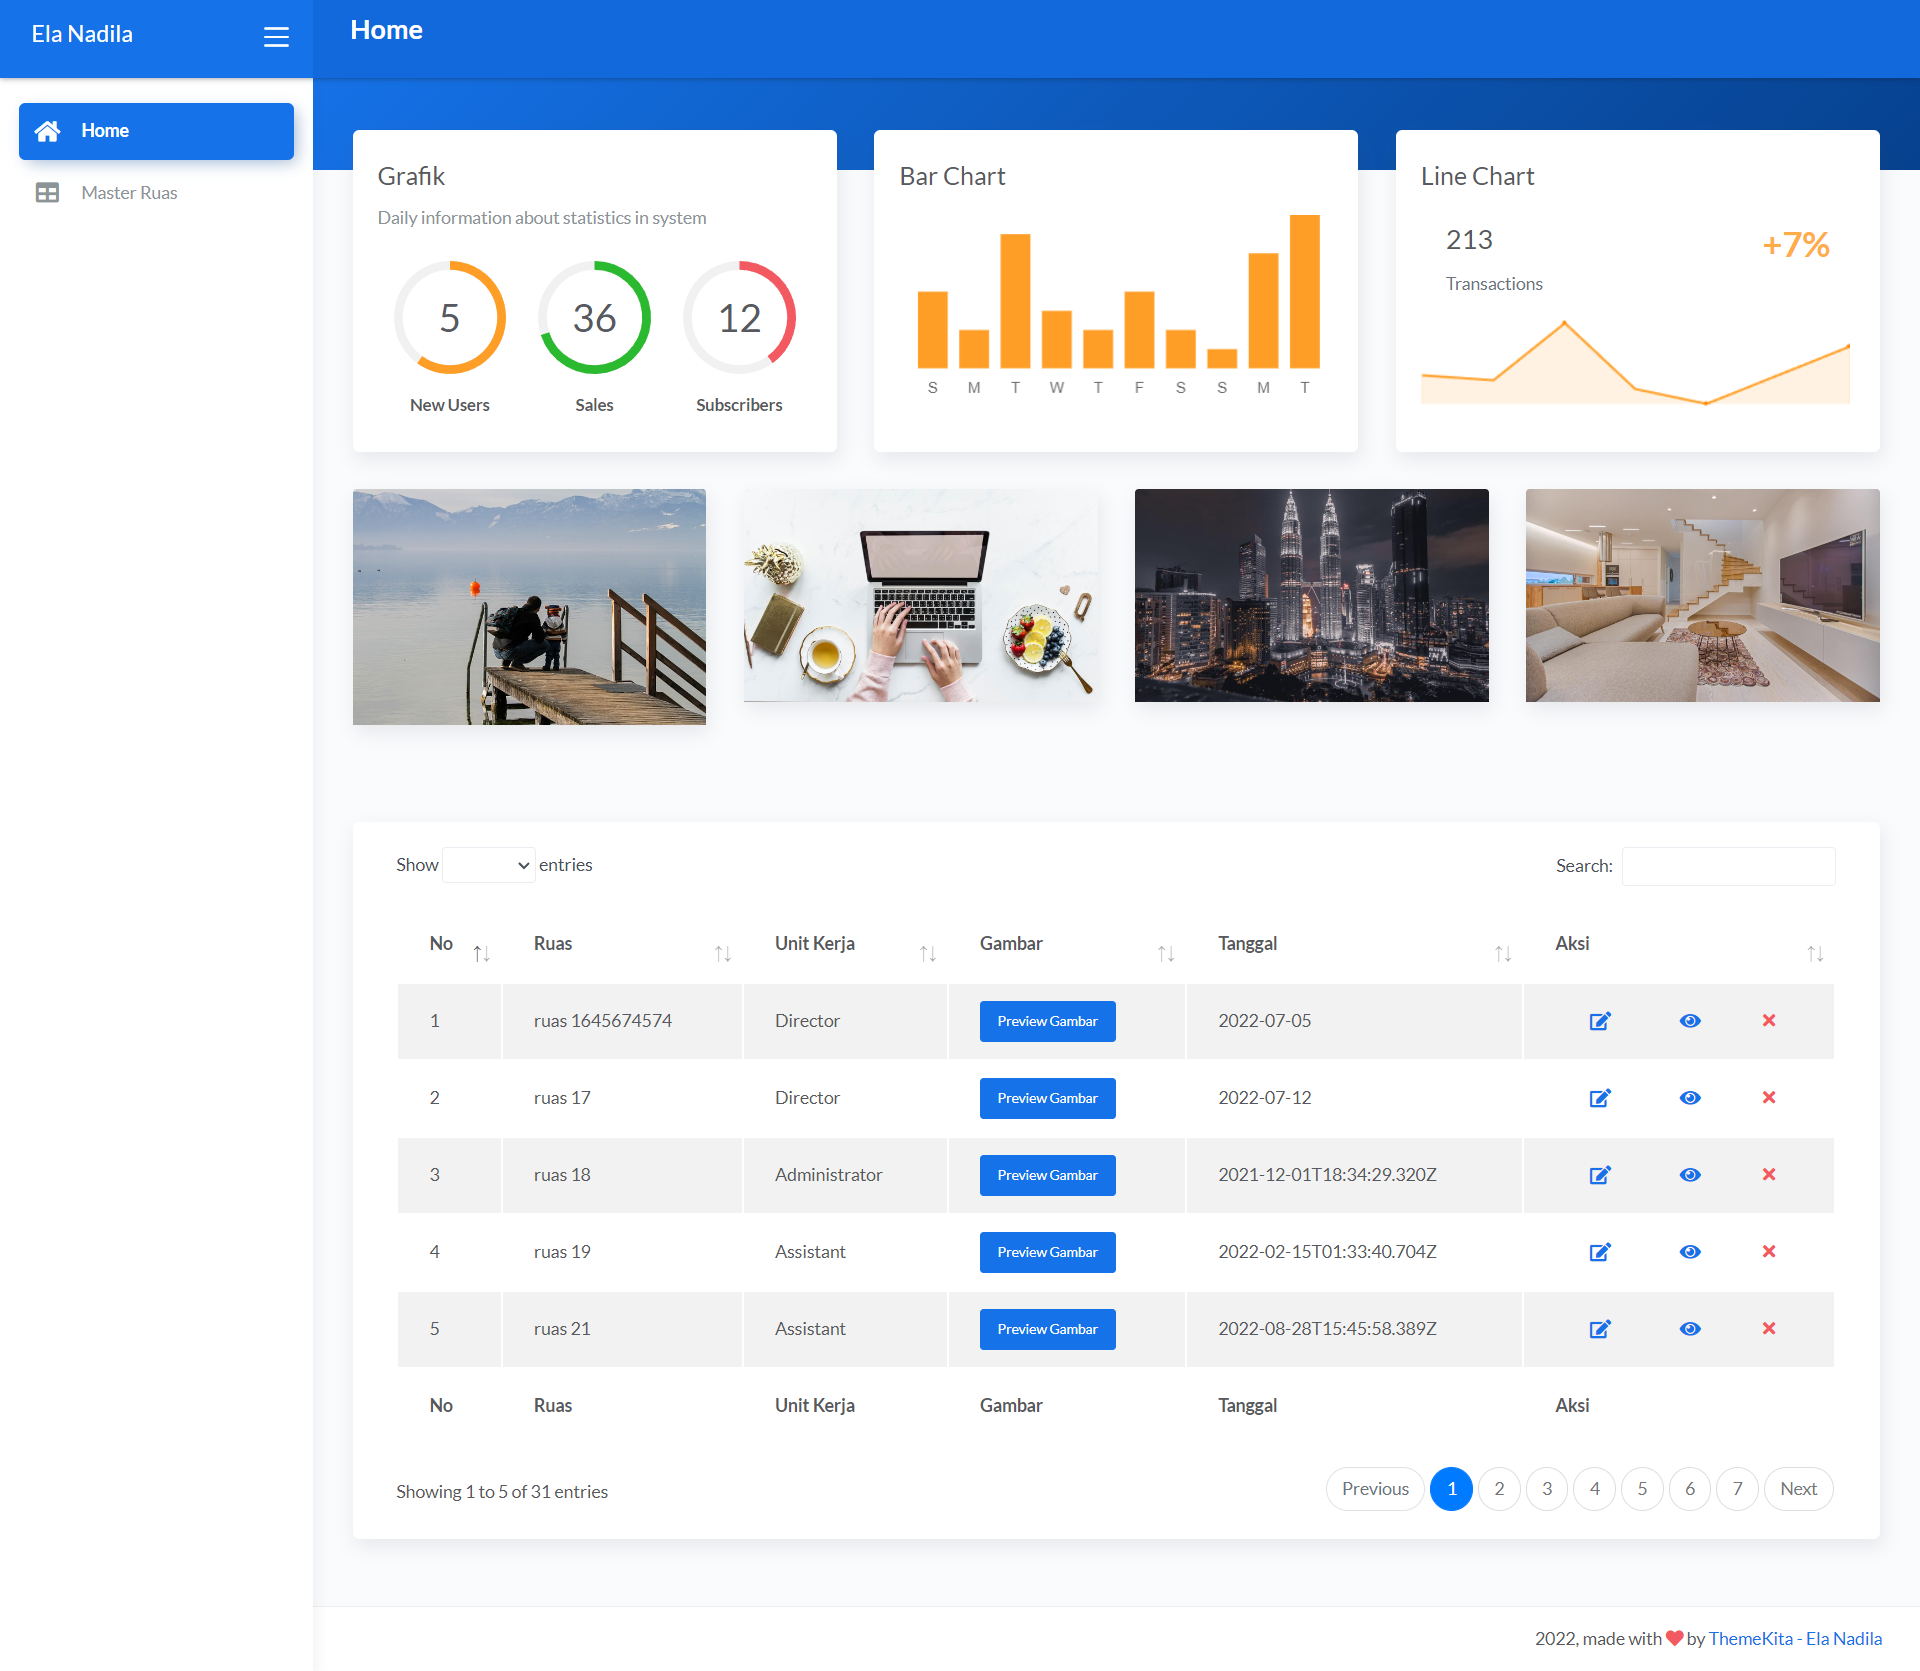 Ela Nadila
Home
Home
Master Ruas
Grafik
Daily information about statistics in system
5
36
12
New Users
Sales
Subscribers
Bar Chart
S M T W T F S S M T
Line Chart
213
+7%
Transactions
Show entries
Search:
No Ruas Unit Kerja Gambar Tanggal Aksi
1 ruas 1645674574 Director Preview Gambar 2022-07-05
2 ruas 17 Director Preview Gambar 2022-07-12
3 ruas 18 Administrator Preview Gambar 2021-12-01T18:34:29.320Z
4 ruas 19 Assistant Preview Gambar 2022-02-15T01:33:40.704Z
5 ruas 21 Assistant Preview Gambar 2022-08-28T15:45:58.389Z
No Ruas Unit Kerja Gambar Tanggal Aksi
Showing 1 to 5 of 31 entries
Previous 1 2 3 4 5 6 7 Next
2022, made with by ThemeKita - Ela Nadila